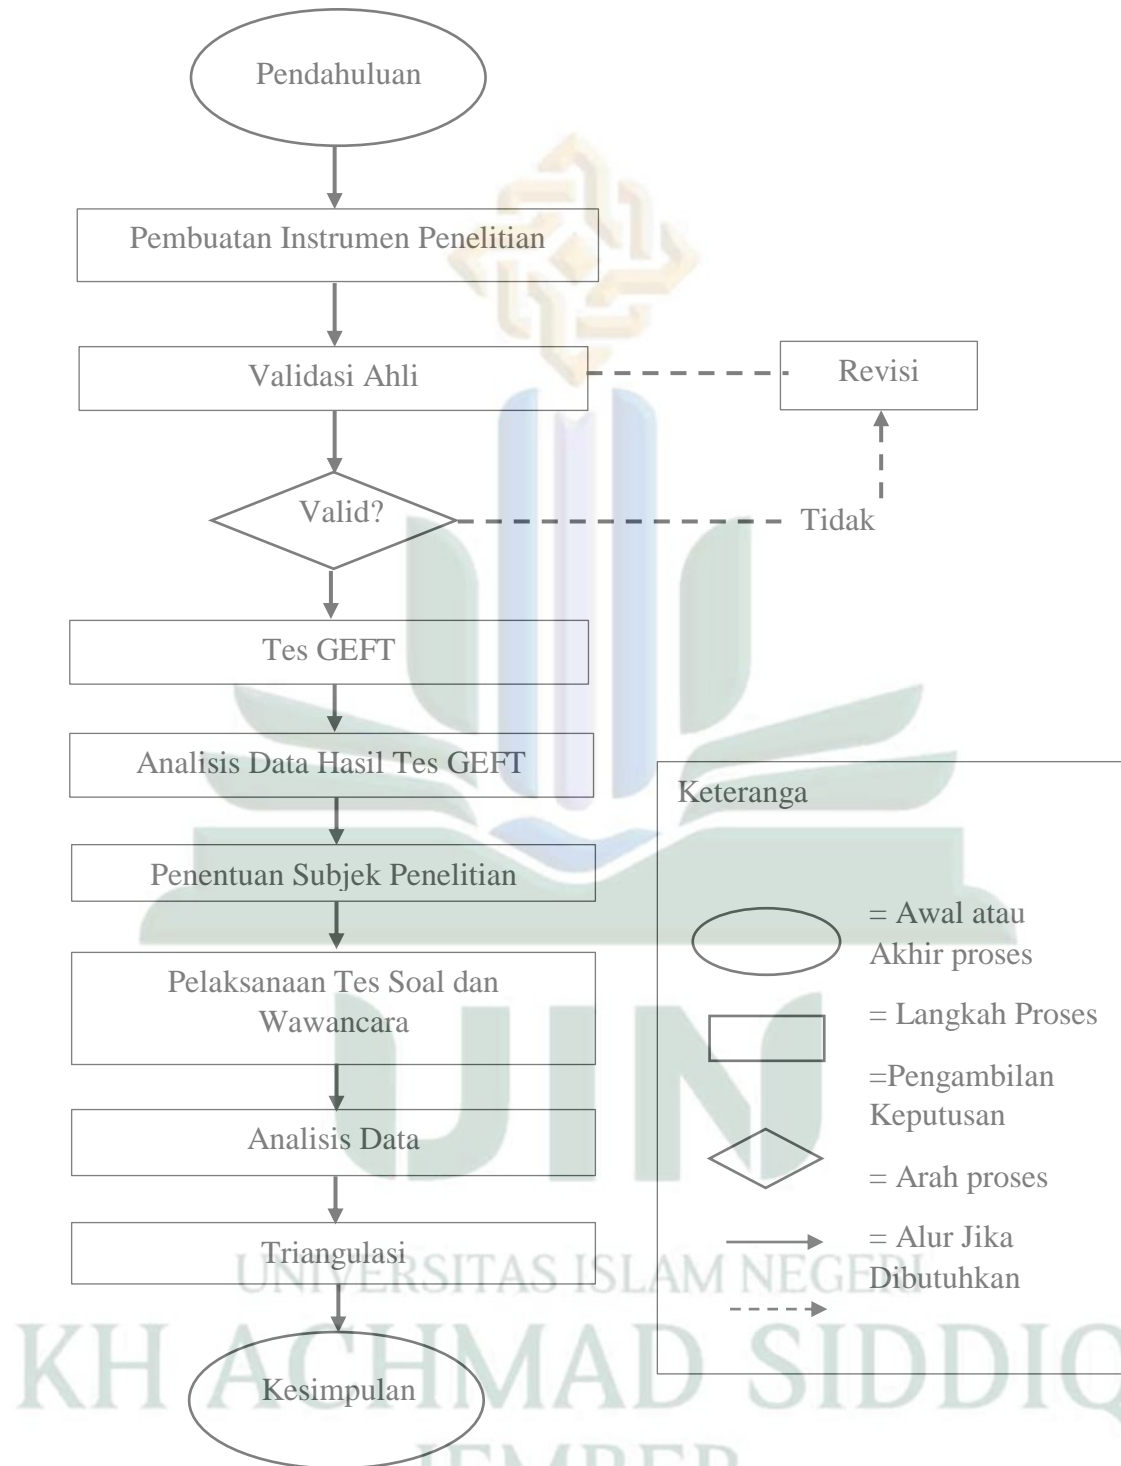 Pendahuluan
Pembuatan Instrumen Penelitian
Validasi Ahli
Revisi
Valid?
Tidak
Tes GEFT
Analisis Data Hasil Tes GEFT
Penentuan Subjek Penelitian
Pelaksanaan Tes Soal dan
Wawancara
Analisis Data
Triangulasi
Kesimpulan
Keteranga
= Awal atau
Akhir proses
= Langkah Proses
=Pengambilan
Keputusan
= Arah proses
= Alur Jika
Dibutuhkan
UIN
UNIVERSITAS ISLAM NEGERI
KH ACHMAD SIDDIQ
JEMBER